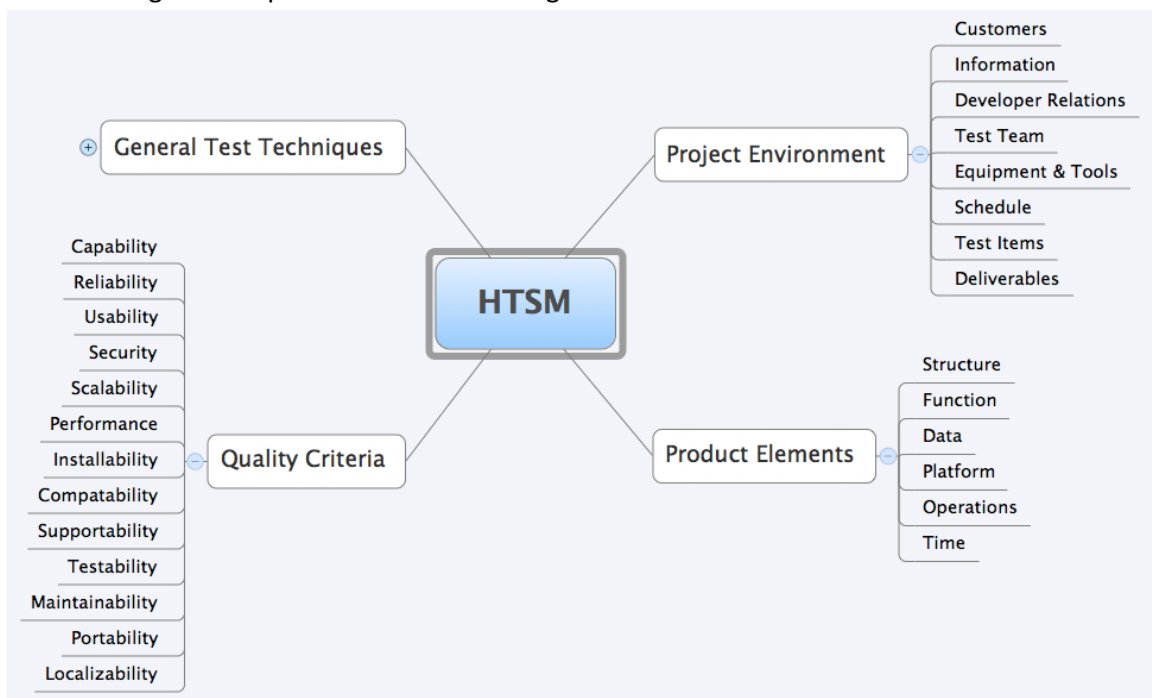 HTSM
General Test Techniques
Quality Criteria
Capability
Reliability
Usability
Security
Scalability
Performance
Installability
Compatability
Supportability
Testability
Maintainability
Portability
Localizability
Project Environment
Customers
Information
Developer Relations
Test Team
Equipment & Tools
Schedule
Test Items
Deliverables
Product Elements
Structure
Function
Data
Platform
Operations
Time